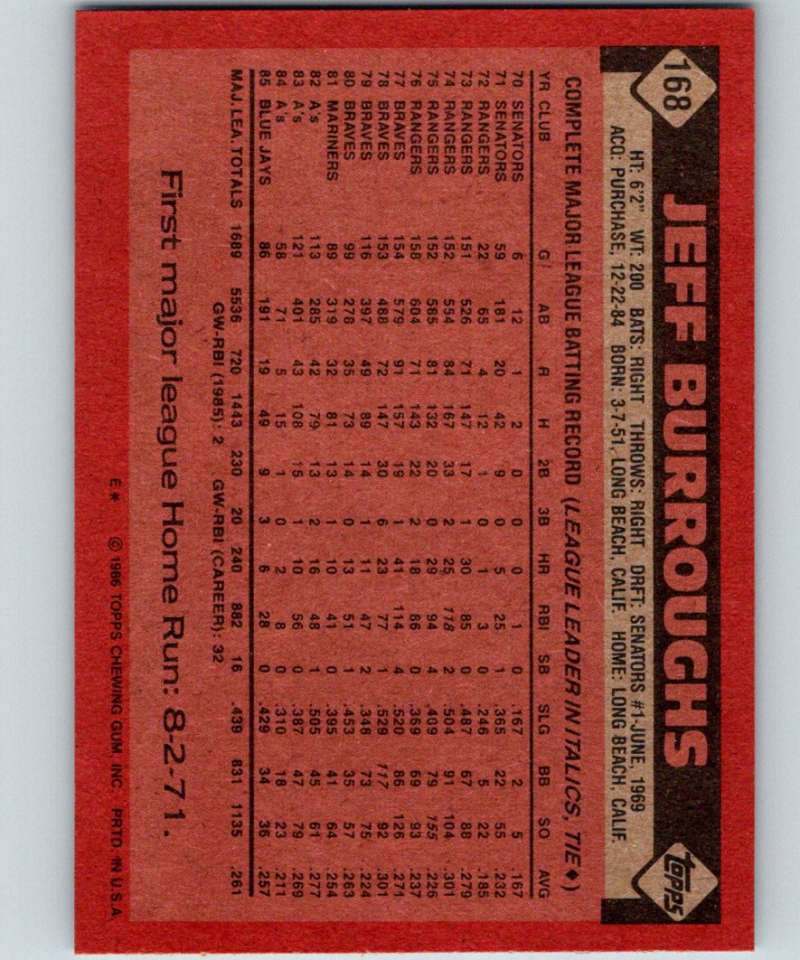 168
JEFF BURROUGHS
topps
HT: 6'2" WT: 200 BATS: RIGHT THROWS: RIGHT DRFT: SENATORS #1-JUNE, 1969
ACQ: PURCHASE, 12-22-84 BORN: 3-7-51, LONG BEACH, CALIF. HOME: LONG BEACH, CALIF.
COMPLETE MAJOR LEAGUE BATTING RECORD (LEAGUE LEADER IN ITALICS, TIE♦)
YR CLUB G AB R H 2B 3B HR RBI SB SLG BB SO AVG
70 SENATORS 6 12 1 2 0 0 0 1 0 .167 2 5 .167
71 SENATORS 59 181 20 42 9 0 5 25 1 .365 22 55 .232
72 RANGERS 22 65 4 12 1 0 1 3 0 .246 5 22 .185
73 RANGERS 151 526 71 147 17 1 30 85 0 .487 67 88 .279
74 RANGERS 152 554 84 167 33 2 25 118 2 .504 91 104 .301
75 RANGERS 152 585 81 132 20 0 29 94 4 .409 79 155 .226
76 RANGERS 158 604 71 143 22 2 18 86 0 .369 69 93 .237
77 BRAVES 154 579 91 157 19 1 41 114 4 .520 86 126 .271
78 BRAVES 153 488 72 147 30 6 23 77 1 .529 117 92 .301
79 BRAVES 116 397 49 89 14 1 11 47 2 .348 73 75 .224
80 BRAVES 99 278 35 73 14 0 13 51 1 .453 35 57 .263
81 MARINERS 89 319 32 81 13 1 10 41 0 .395 41 64 .254
82 A's 113 285 42 79 13 2 16 48 1 .505 45 61 .277
83 A's 121 401 43 108 15 1 10 56 0 .387 47 79 .269
84 A's 58 71 5 15 1 0 2 8 0 .310 18 23 .211
85 BLUE JAYS 86 191 19 49 9 3 6 28 0 .429 34 36 .257
MAJ. LEA. TOTALS 1689 5536 720 1443 230 20 240 882 16 .439 831 1135 .261
GW-RBI (1985): 2 GW-RBI (CAREER): 32
First major league Home Run: 8-2-71.
E* © 1986 TOPPS CHEWING GUM, INC. PRTD. IN U.S.A.